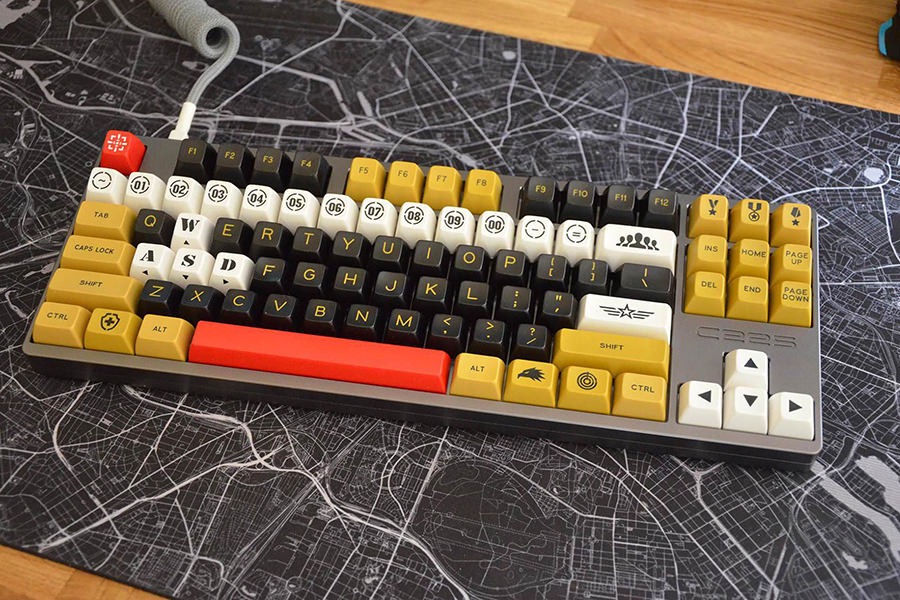 F1 F2 F3 F4 F5 F6 F7 F8 F9 F10 F11 F12
~ 01 02 03 04 05 06 07 08 09 00 - =
TAB Q W E R T Y U I O P [ ] \ INS HOME PAGE UP
CAPS LOCK A S D F G H J K L ; : ' " DEL END PAGE DOWN
SHIFT Z X C V B N M < , > . ? / SHIFT
CTRL ALT ALT CTRL